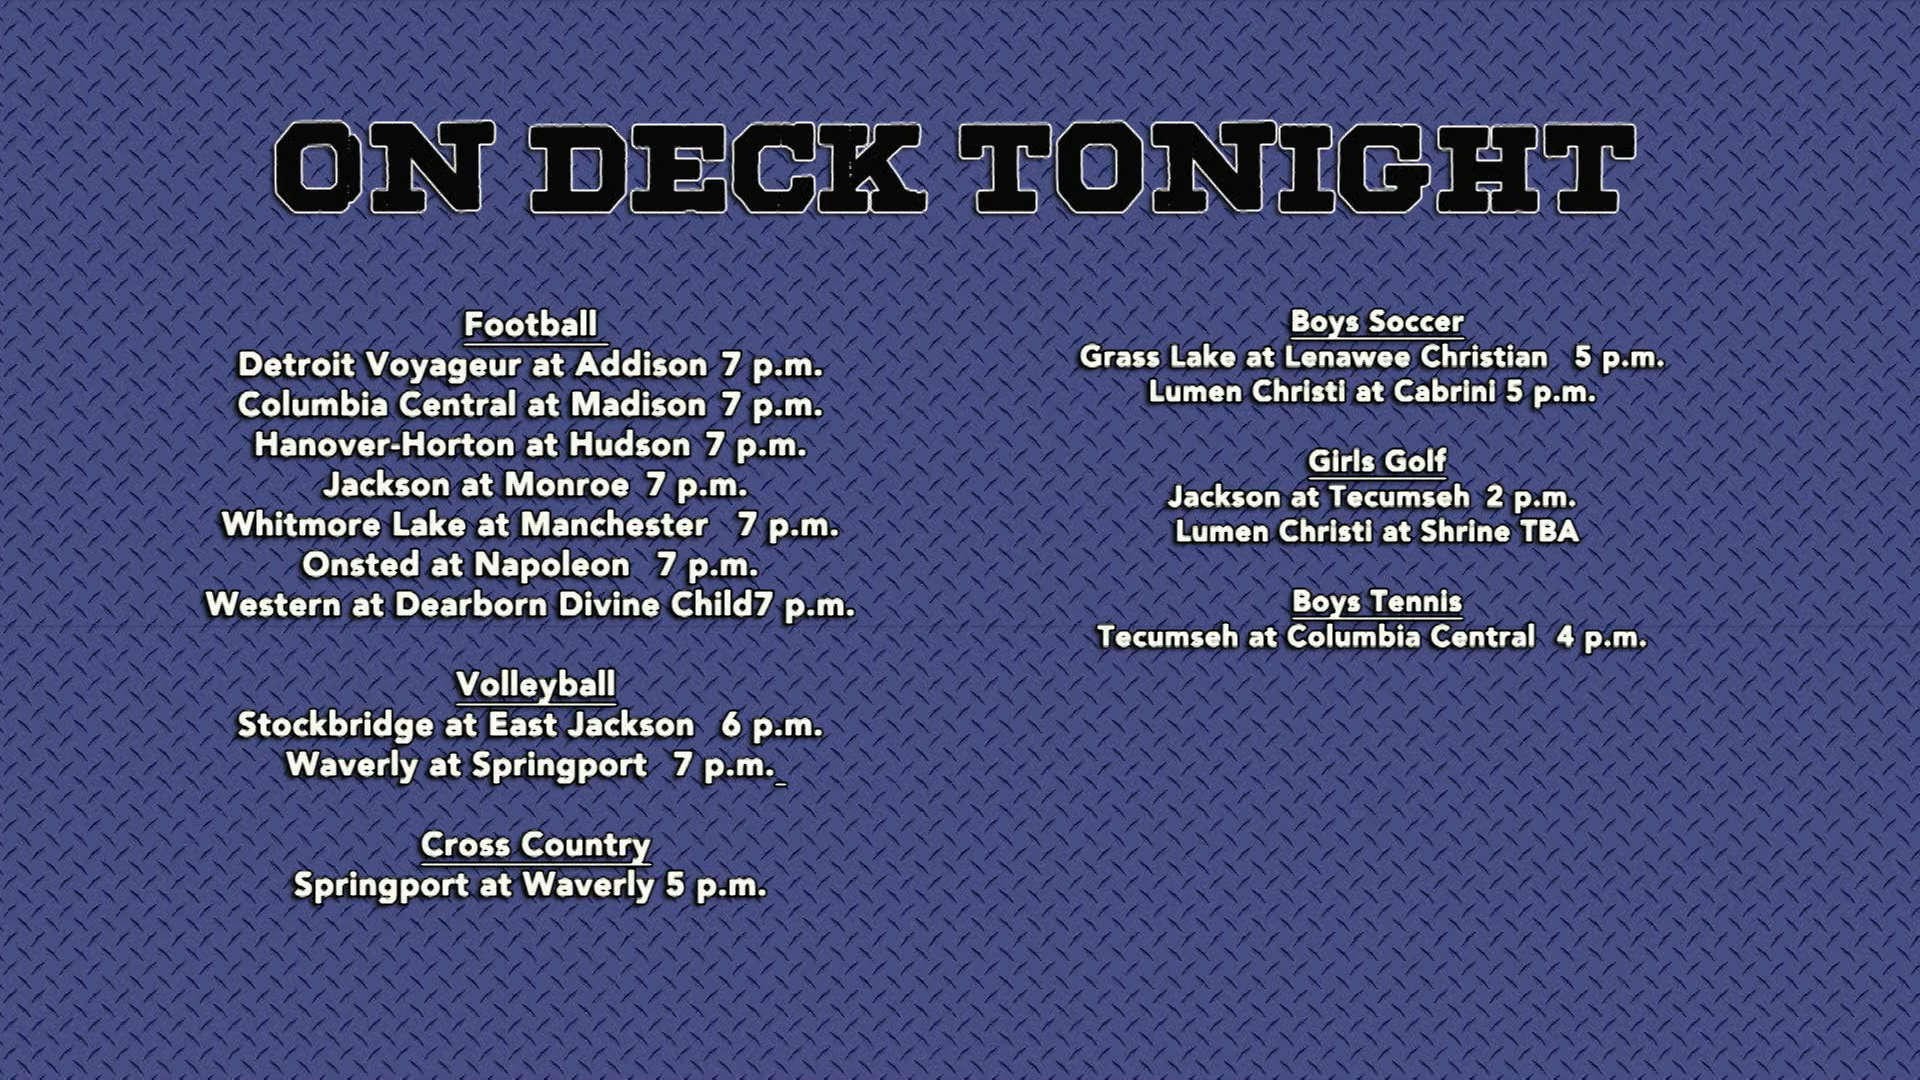 ON DECK TONIGHT
Football
Detroit Voyageur at Addison 7 p.m.
Columbia Central at Madison 7 p.m.
Hanover-Horton at Hudson 7 p.m.
Jackson at Monroe 7 p.m.
Whitmore Lake at Manchester 7 p.m.
Onsted at Napoleon 7 p.m.
Western at Dearborn Divine Child7 p.m.
Volleyball
Stockbridge at East Jackson 6 p.m.
Waverly at Springport 7 p.m._
Cross Country
Springport at Waverly 5 p.m.
Boys Soccer
Grass Lake at Lenawee Christian 5 p.m.
Lumen Christi at Cabrini 5 p.m.
Girls Golf
Jackson at Tecumseh 2 p.m.
Lumen Christi at Shrine TBA
Boys Tennis
Tecumseh at Columbia Central 4 p.m.